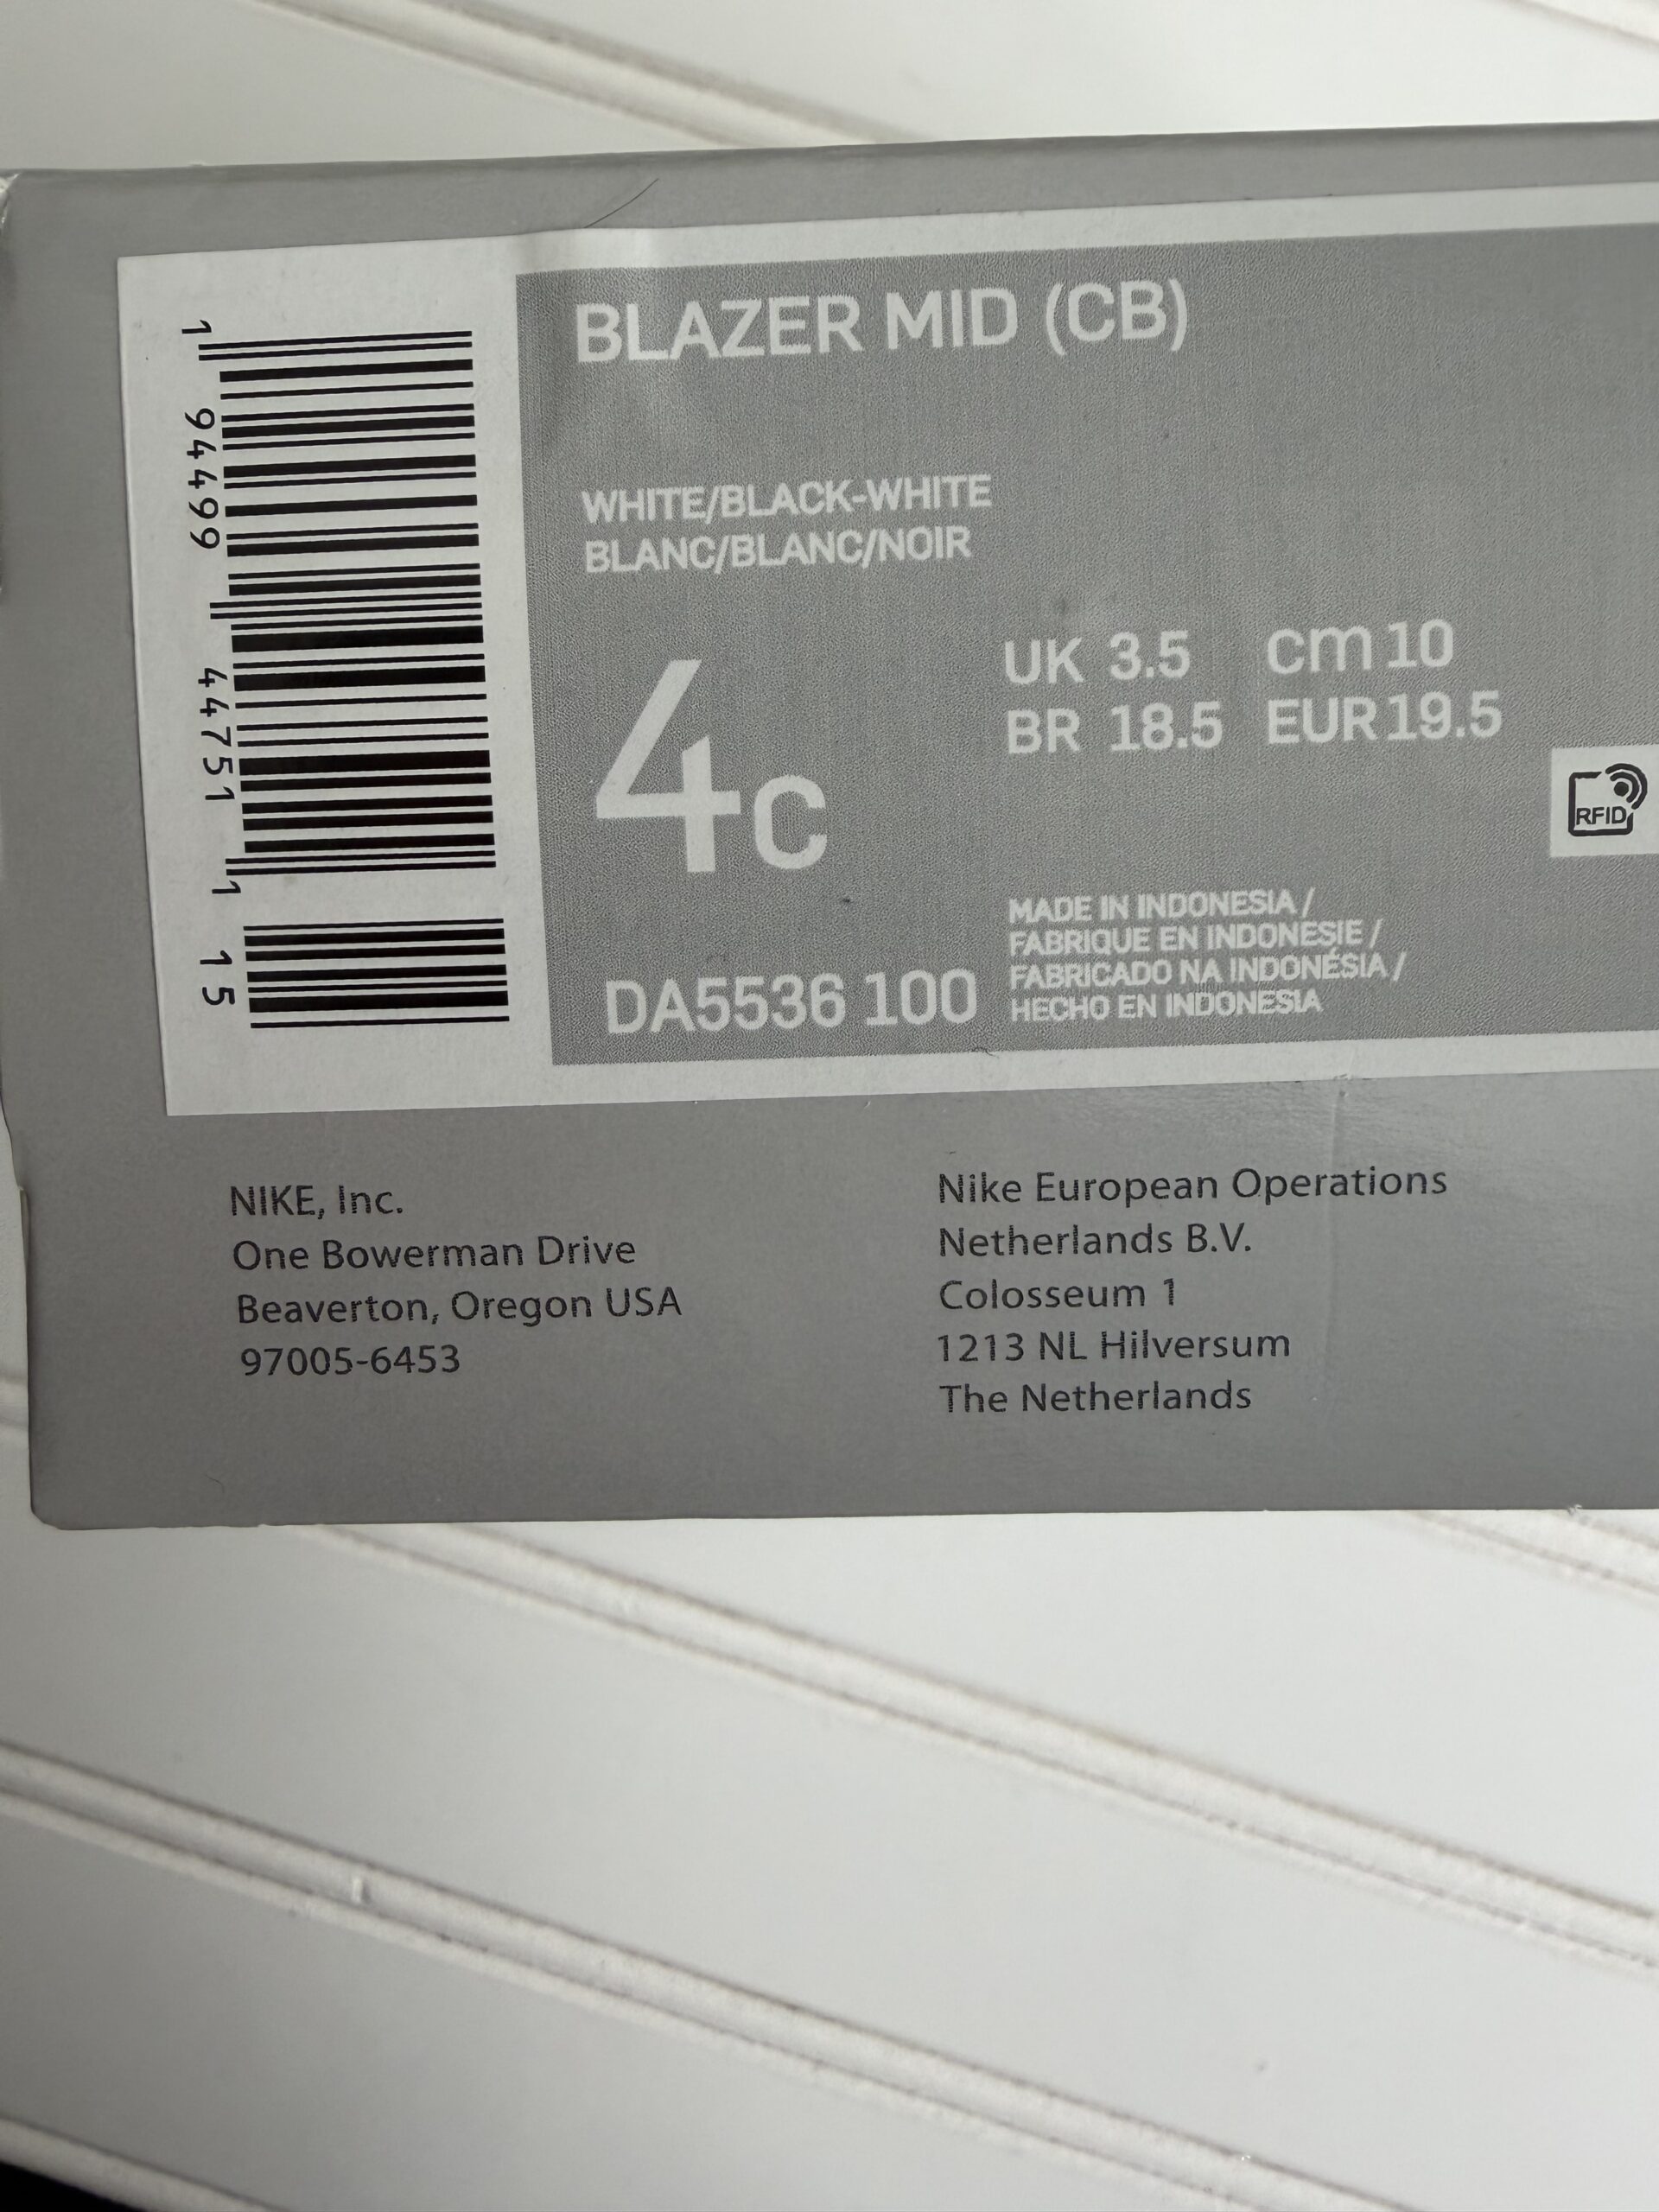 1 94499 44751 1 15
BLAZER MID (CB)
WHITE/BLACK-WHITE
BLANC/BLANC/NOIR
4c
UK 3.5 cm 10
BR 18.5 EUR 19.5
RFID
DA5536 100
MADE IN INDONESIA /
FABRIQUE EN INDONESIE /
FABRICADO NA INDONÉSIA /
HECHO EN INDONESIA
NIKE, Inc.
One Bowerman Drive
Beaverton, Oregon USA
97005-6453
Nike European Operations
Netherlands B.V.
Colosseum 1
1213 NL Hilversum
The Netherlands